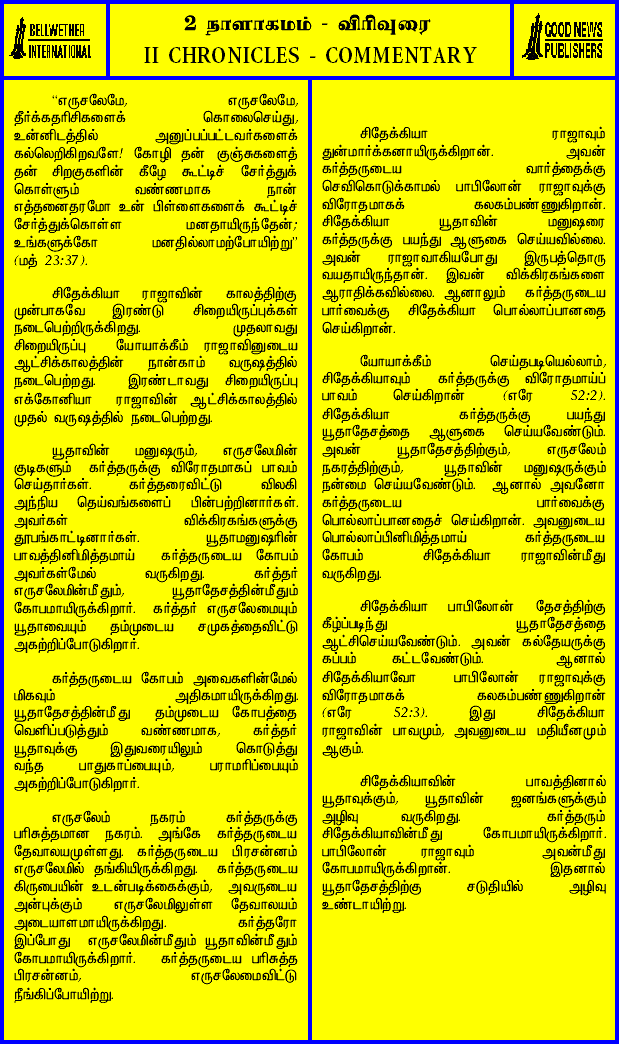 BELLWETHER
INTERNATIONAL
2 நாளாகமம் - விரிவுரை
II CHRONICLES - COMMENTARY
GOOD NEWS
PUBLISHERS
“எருசலேமே, எருசலேமே,
தீர்க்கதரிசிகளைக் கொலைசெய்து,
உன்னிடத்தில் அனுப்பப்பட்டவர்களைக்
கல்லெறிகிறவளே! கோழி தன் குஞ்சுகளைத்
தன் சிறகுகளின் கீழே கூட்டிச் சேர்த்துக்
கொள்ளும் வண்ணமாக நான்
எத்தனைதரமோ உன் பிள்ளைகளைக் கூட்டிச்
சேர்த்துக்கொள்ள மனதாயிருந்தேன்;
உங்களுக்கோ மனதில்லாமற்போயிற்று”
(மத் 23:37).
சிதேக்கியா ராஜாவின் காலத்திற்கு
முன்பாகவே இரண்டு சிறையிருப்புக்கள்
நடைபெற்றிருக்கிறது. முதலாவது
சிறையிருப்பு யோயாக்கீம் ராஜாவினுடைய
ஆட்சிக்காலத்தின் நான்காம் வருஷத்தில்
நடைபெற்றது. இரண்டாவது சிறையிருப்பு
எக்கோனியா ராஜாவின் ஆட்சிக்காலத்தில்
முதல் வருஷத்தில் நடைபெற்றது.
யூதாவின் மனுஷரும், எருசலேமின்
குடிகளும் கர்த்தருக்கு விரோதமாகப் பாவம்
செய்தார்கள். கர்த்தரைவிட்டு விலகி
அந்நிய தெய்வங்களைப் பின்பற்றினார்கள்.
அவர்கள் விக்கிரகங்களுக்கு
தூபங்காட்டினார்கள். யூதாமனுஷரின்
பாவத்தினிமித்தமாய் கர்த்தருடைய கோபம்
அவர்கள்மேல் வருகிறது. கர்த்தர்
எருசலேமின்மீதும், யூதாதேசத்தின்மீதும்
கோபமாயிருக்கிறார். கர்த்தர் எருசலேமையும்
யூதாவையும் தம்முடைய சமுகத்தைவிட்டு
அகற்றிப்போடுகிறார்.
கர்த்தருடைய கோபம் அவைகளின்மேல்
மிகவும் அதிகமாயிருக்கிறது.
யூதாதேசத்தின்மீது தம்முடைய கோபத்தை
வெளிப்படுத்தும் வண்ணமாக, கர்த்தர்
யூதாவுக்கு இதுவரையிலும் கொடுத்து
வந்த பாதுகாப்பையும், பராமரிப்பையும்
அகற்றிப்போடுகிறார்.
எருசலேம் நகரம் கர்த்தருக்கு
பரிசுத்தமான நகரம். அங்கே கர்த்தருடைய
தேவாலயமுள்ளது. கர்த்தருடைய பிரசன்னம்
எருசலேமில் தங்கியிருக்கிறது. கர்த்தருடைய
கிருபையின் உடன்படிக்கைக்கும், அவருடைய
அன்புக்கும் எருசலேமிலுள்ள தேவாலயம்
அடையாளமாயிருக்கிறது. கர்த்தரோ
இப்போது எருசலேமின்மீதும் யூதாவின்மீதும்
கோபமாயிருக்கிறார். கர்த்தருடைய பரிசுத்த
பிரசன்னம், எருசலேமைவிட்டு
நீங்கிப்போயிற்று.
சிதேக்கியா ராஜாவும்
துன்மார்க்கனாயிருக்கிறான். அவன்
கர்த்தருடைய வார்த்தைக்கு
செவிகொடுக்காமல் பாபிலோன் ராஜாவுக்கு
விரோதமாகக் கலகம்பண்ணுகிறான்.
சிதேக்கியா யூதாவின் மனுஷரை
கர்த்தருக்கு பயந்து ஆளுகை செய்யவில்லை.
அவன் ராஜாவாகியபோது இருபத்தொரு
வயதாயிருந்தான். இவன் விக்கிரகங்களை
ஆராதிக்கவில்லை. ஆனாலும் கர்த்தருடைய
பார்வைக்கு சிதேக்கியா பொல்லாப்பானதை
செய்கிறான்.
யோயாக்கீம் செய்தபடியெல்லாம்,
சிதேக்கியாவும் கர்த்தருக்கு விரோதமாய்ப்
பாவம் செய்கிறான் (எரே 52:2).
சிதேக்கியா கர்த்தருக்கு பயந்து
யூதாதேசத்தை ஆளுகை செய்யவேண்டும்.
அவன் யூதாதேசத்திற்கும், எருசலேம்
நகரத்திற்கும், யூதாவின் மனுஷருக்கும்
நன்மை செய்யவேண்டும். ஆனால் அவனோ
கர்த்தருடைய பார்வைக்கு
பொல்லாப்பானதைச் செய்கிறான். அவனுடைய
பொல்லாப்பினிமித்தமாய் கர்த்தருடைய
கோபம் சிதேக்கியா ராஜாவின்மீது
வருகிறது.
சிதேக்கியா பாபிலோன் தேசத்திற்கு
கீழ்ப்படிந்து யூதாதேசத்தை
ஆட்சிசெய்யவேண்டும். அவன் கல்தேயருக்கு
கப்பம் கட்டவேண்டும். ஆனால்
சிதேக்கியாவோ பாபிலோன் ராஜாவுக்கு
விரோதமாகக் கலகம்பண்ணுகிறான்
(எரே 52:3). இது சிதேக்கியா
ராஜாவின் பாவமும், அவனுடைய மதியீனமும்
ஆகும்.
சிதேக்கியாவின் பாவத்தினால்
யூதாவுக்கும், யூதாவின் ஜனங்களுக்கும்
அழிவு வருகிறது. கர்த்தரும்
சிதேக்கியாவின்மீது கோபமாயிருக்கிறார்.
பாபிலோன் ராஜாவும் அவன்மீது
கோபமாயிருக்கிறான். இதனால்
யூதாதேசத்திற்கு சடுதியில் அழிவு
உண்டாயிற்று.